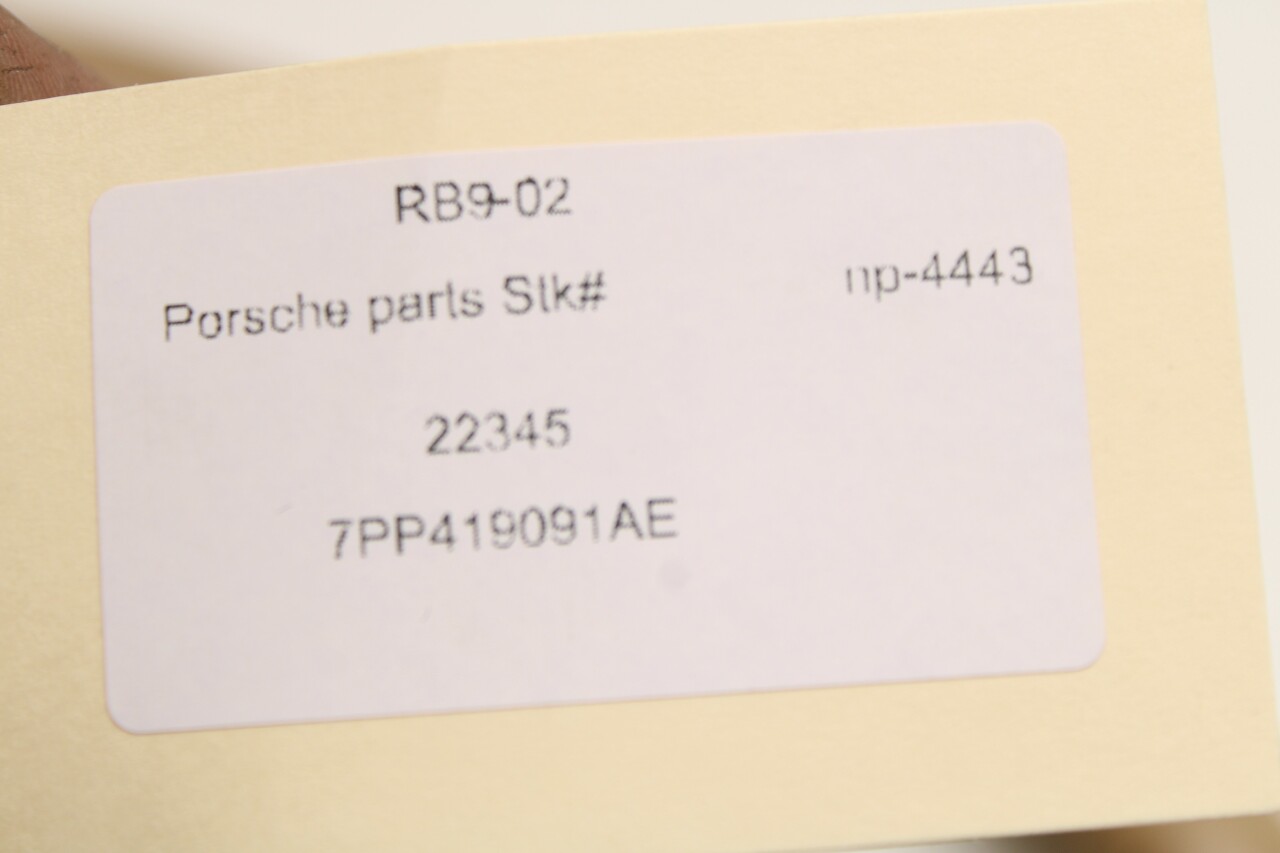 RB9-02
Porsche parts Stk# np-4443
22345
7PP419091AE